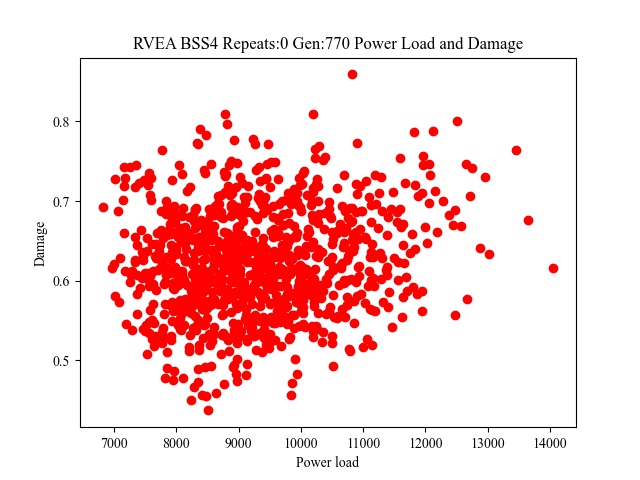 RVEA BSS4 Repeats:0 Gen:770 Power Load and Damage
0.8
0.7
0.6
0.5
Damage
7000 8000 9000 10000 11000 12000 13000 14000
Power load